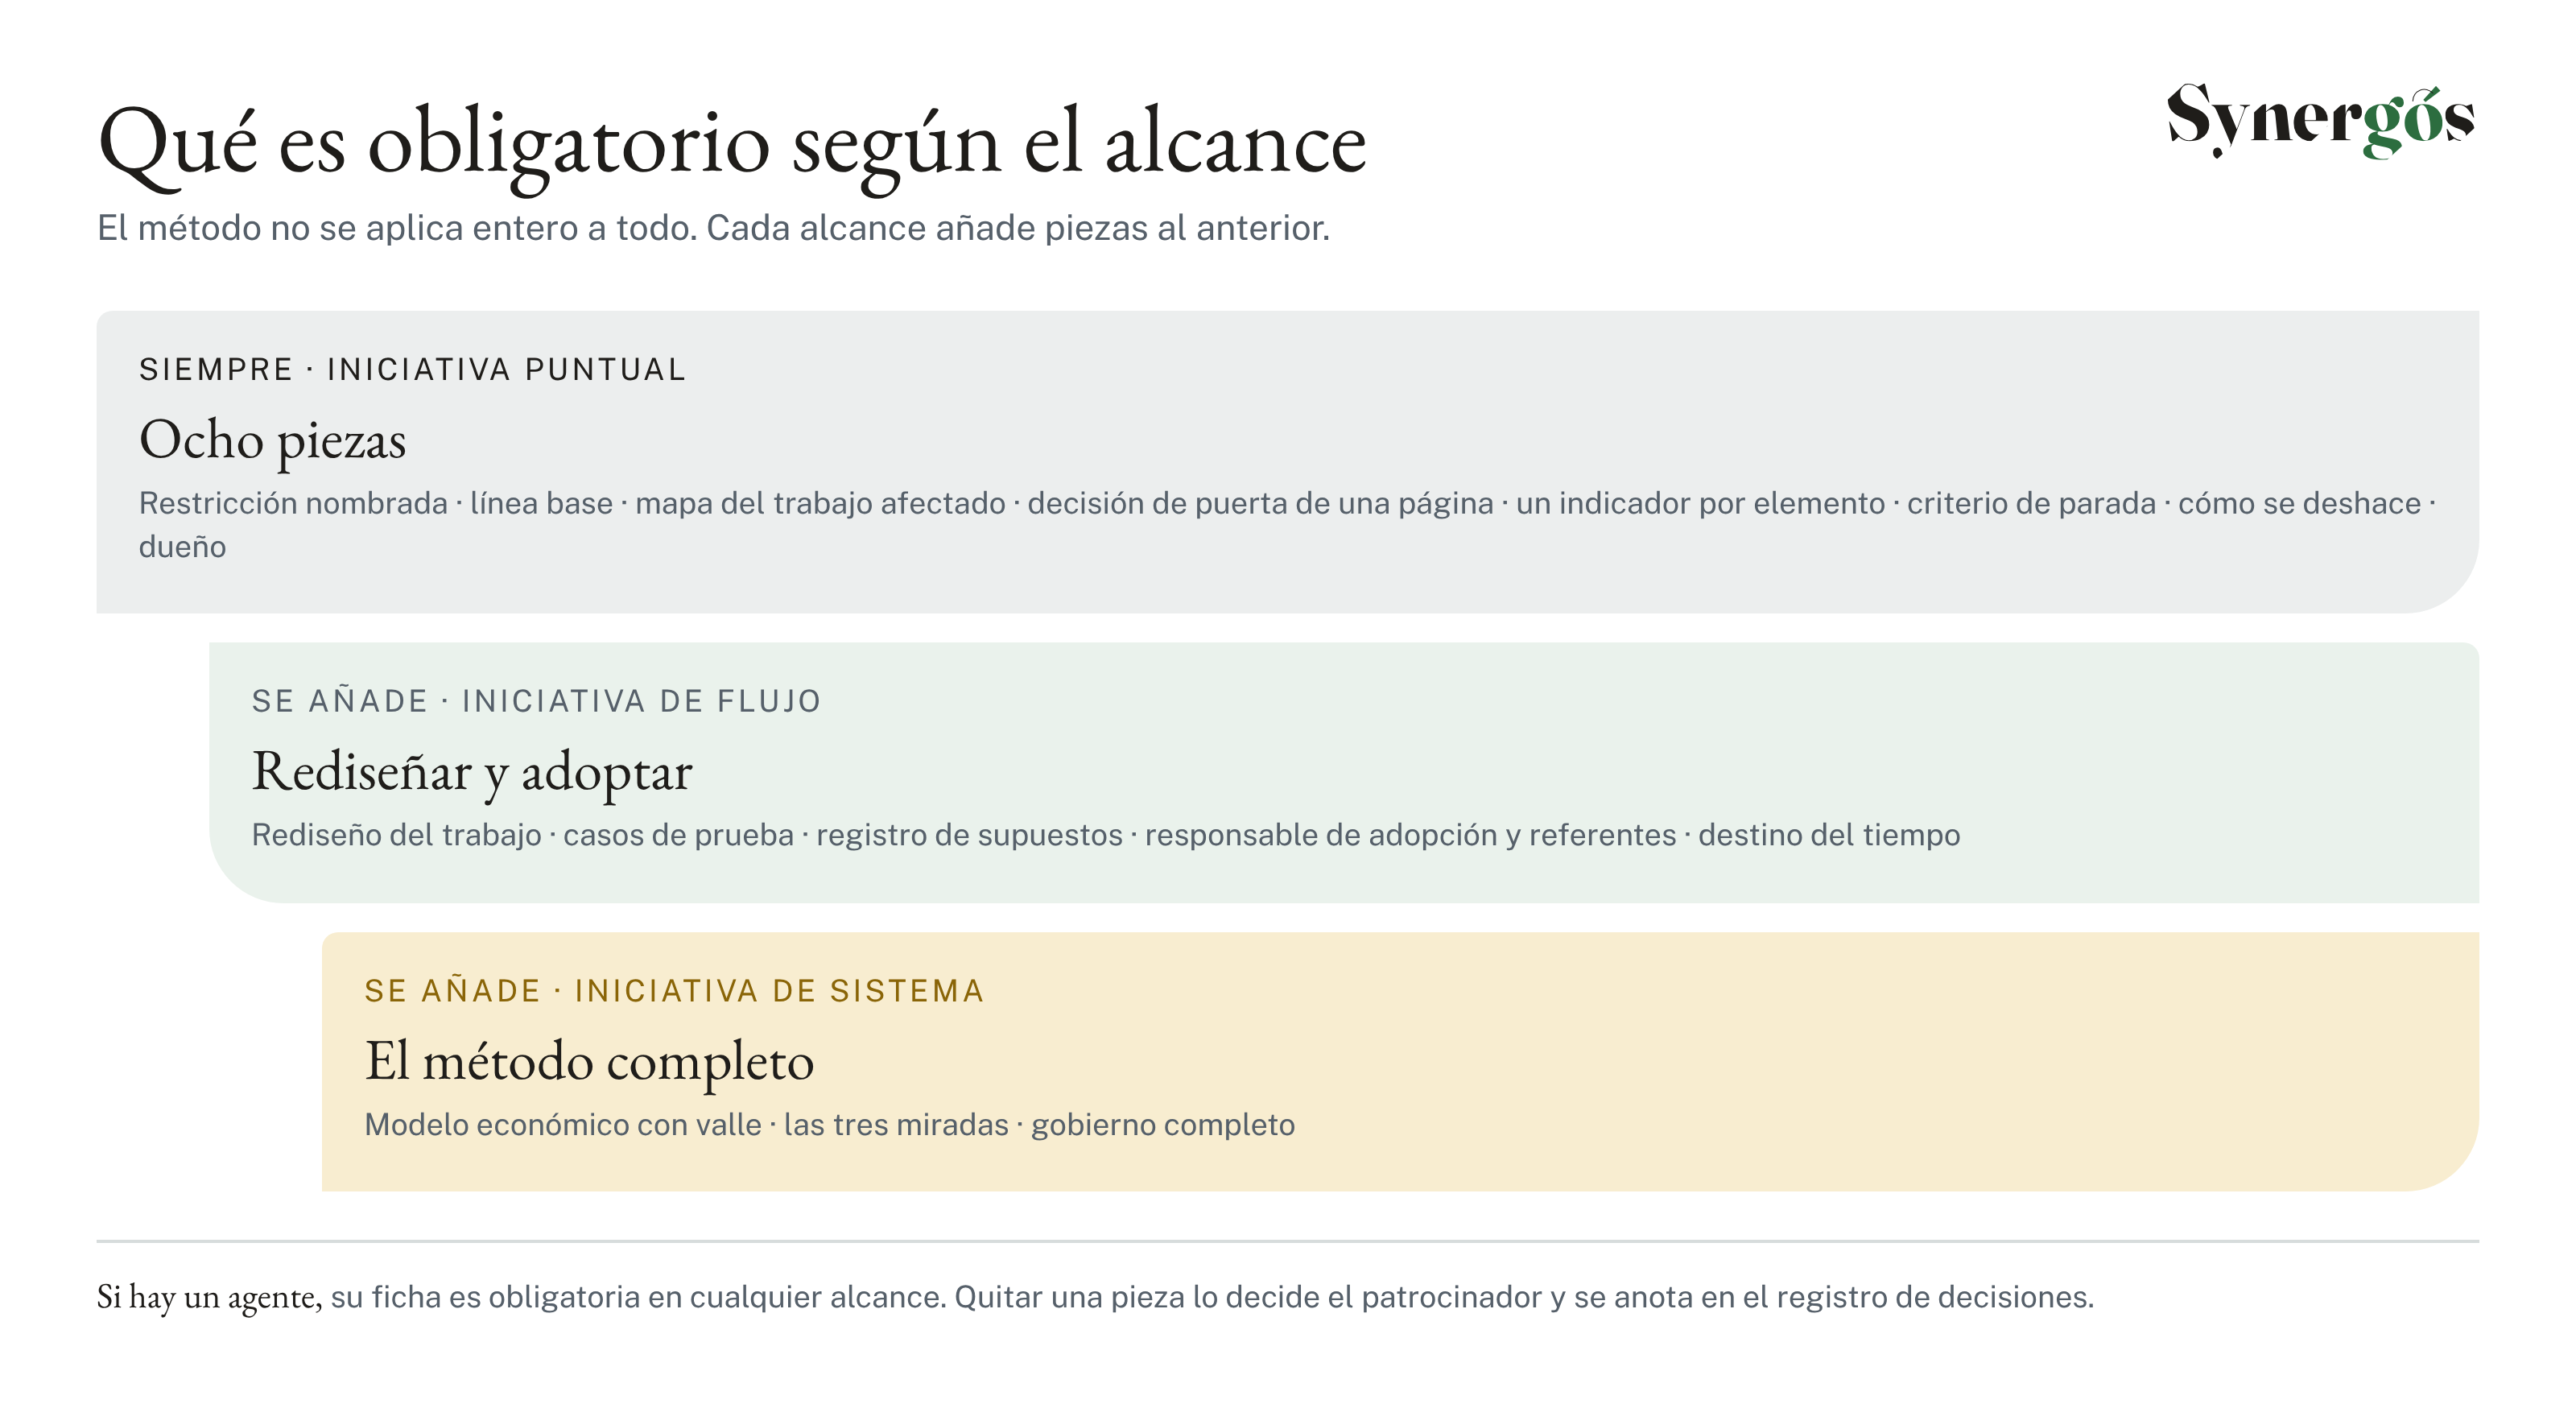 Qué es obligatorio según el alcance
Synergós
El método no se aplica entero a todo. Cada alcance añade piezas al anterior.
SIEMPRE · INICIATIVA PUNTUAL
Ocho piezas
Restricción nombrada · línea base · mapa del trabajo afectado · decisión de puerta de una página · un indicador por elemento · criterio de parada · cómo se deshace ·
dueño
SE AÑADE · INICIATIVA DE FLUJO
Rediseñar y adoptar
Rediseño del trabajo · casos de prueba · registro de supuestos · responsable de adopción y referentes · destino del tiempo
SE AÑADE · INICIATIVA DE SISTEMA
El método completo
Modelo económico con valle · las tres miradas · gobierno completo
Si hay un agente, su ficha es obligatoria en cualquier alcance. Quitar una pieza lo decide el patrocinador y se anota en el registro de decisiones.